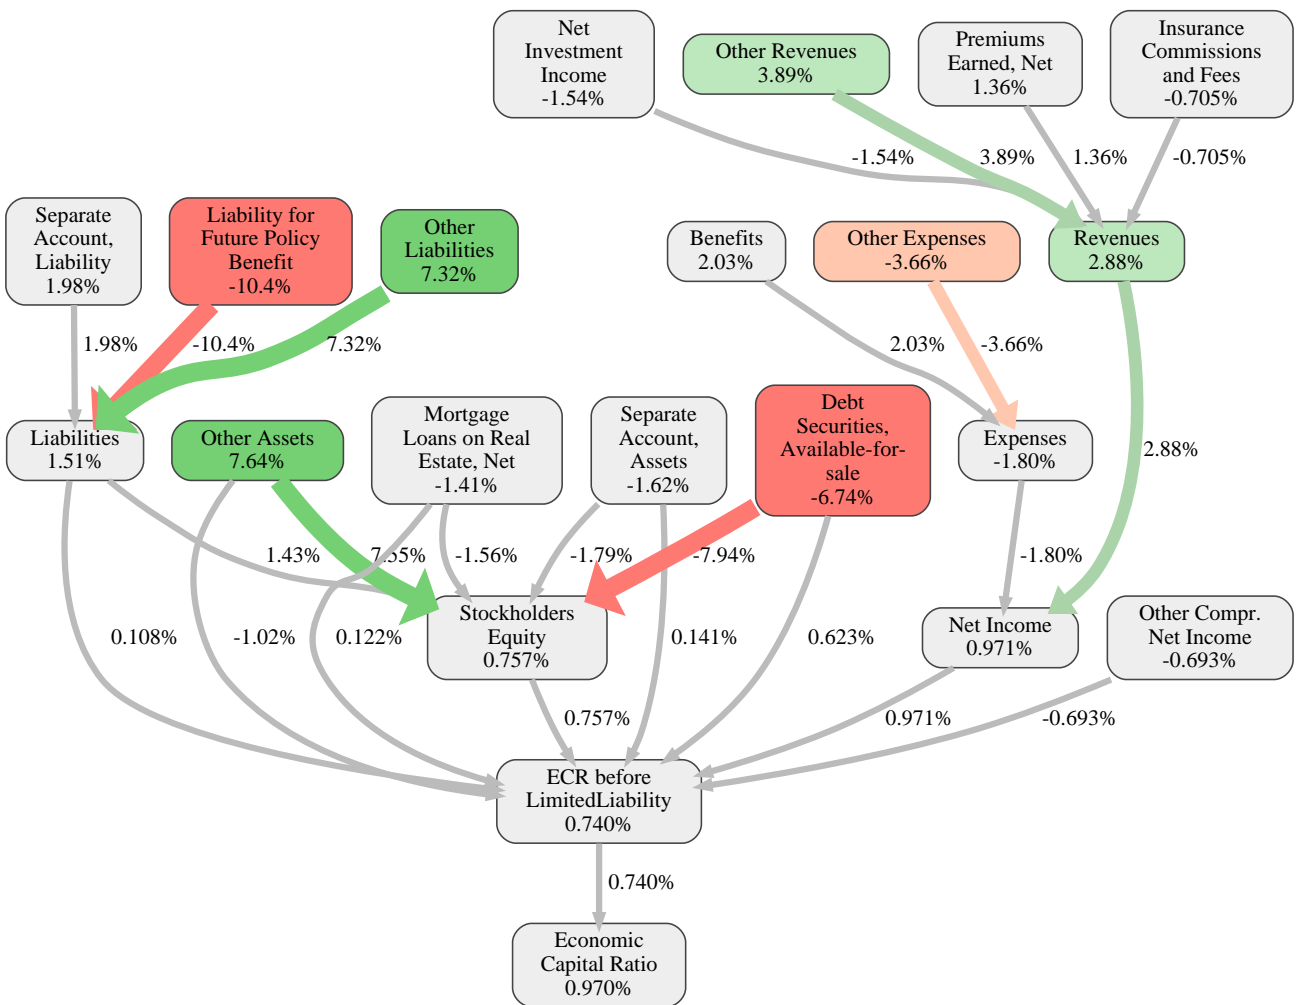 Net
Investment
Income
-1.54%
Other Revenues
3.89%
Premiums
Earned, Net
1.36%
Insurance
Commissions
and Fees
-0.705%
-1.54%
3.89%
1.36%
-0.705%
Separate
Account,
Liability
1.98%
Liability for
Future Policy
Benefit
-10.4%
Other
Liabilities
7.32%
Benefits
2.03%
Other Expenses
-3.66%
Revenues
2.88%
1.98%
-10.4%
7.32%
2.03%
-3.66%
2.88%
Liabilities
1.51%
Other Assets
7.64%
Mortgage
Loans on Real
Estate, Net
-1.41%
Separate
Account,
Assets
-1.62%
Debt
Securities,
Available-for-
sale
-6.74%
Expenses
-1.80%
1.43%
7.55%
-1.56%
-1.79%
-7.94%
-1.80%
0.108%
-1.02%
0.122%
Stockholders
Equity
0.757%
0.141%
0.623%
Net Income
0.971%
Other Compr.
Net Income
-0.693%
0.757%
0.971%
-0.693%
ECR before
LimitedLiability
0.740%
0.740%
Economic
Capital Ratio
0.970%